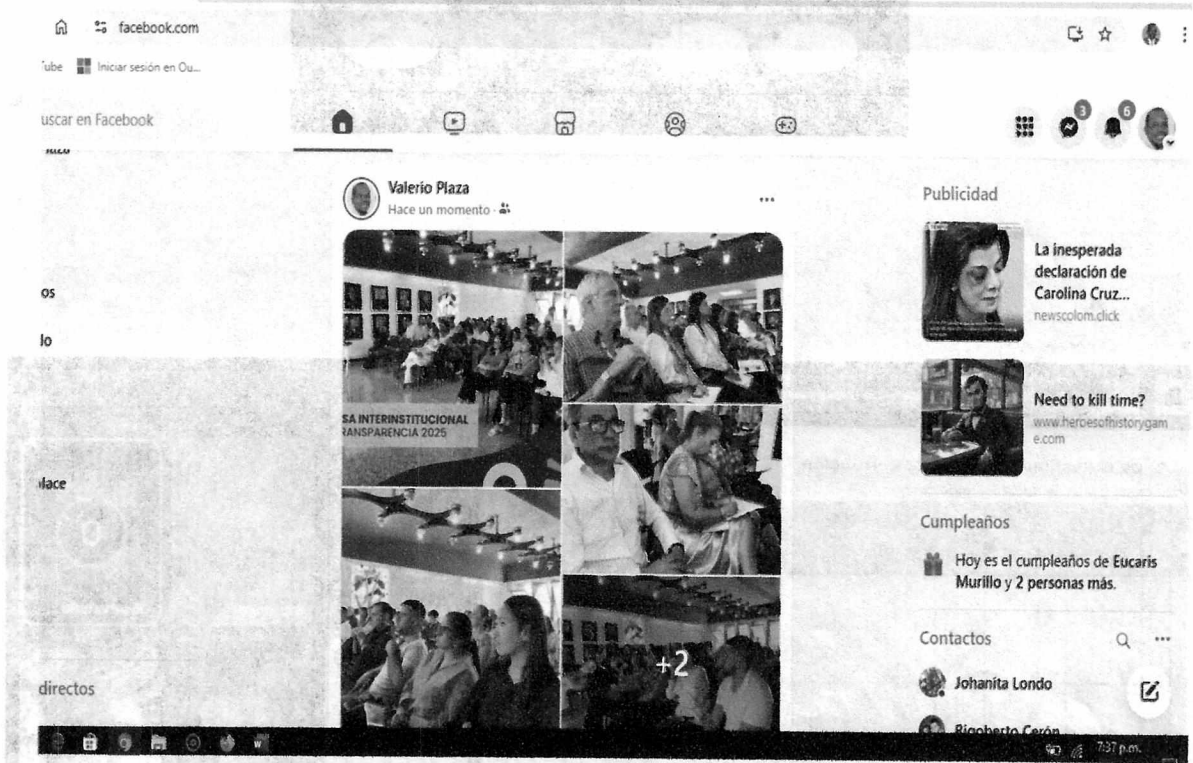 facebook.com
Tube Iniciar sesión en Ou...
uscar en Facebook
3
6
Valerio Plaza
Hace un momento ·
...
Publicidad
La inesperada
declaración de
Carolina Cruz...
newscolom.click
os
lo
Need to kill time?
www.heroesofhistorygam
e.com
SA INTERINSTITUCIONAL
RANSPARENCIA 2025
lace
Cumpleaños
Hoy es el cumpleaños de Eucaris
Murillo y 2 personas más.
Contactos
...
+2
Johanita Londo
directos
Rigoberto Cerón
7:37 p.m.